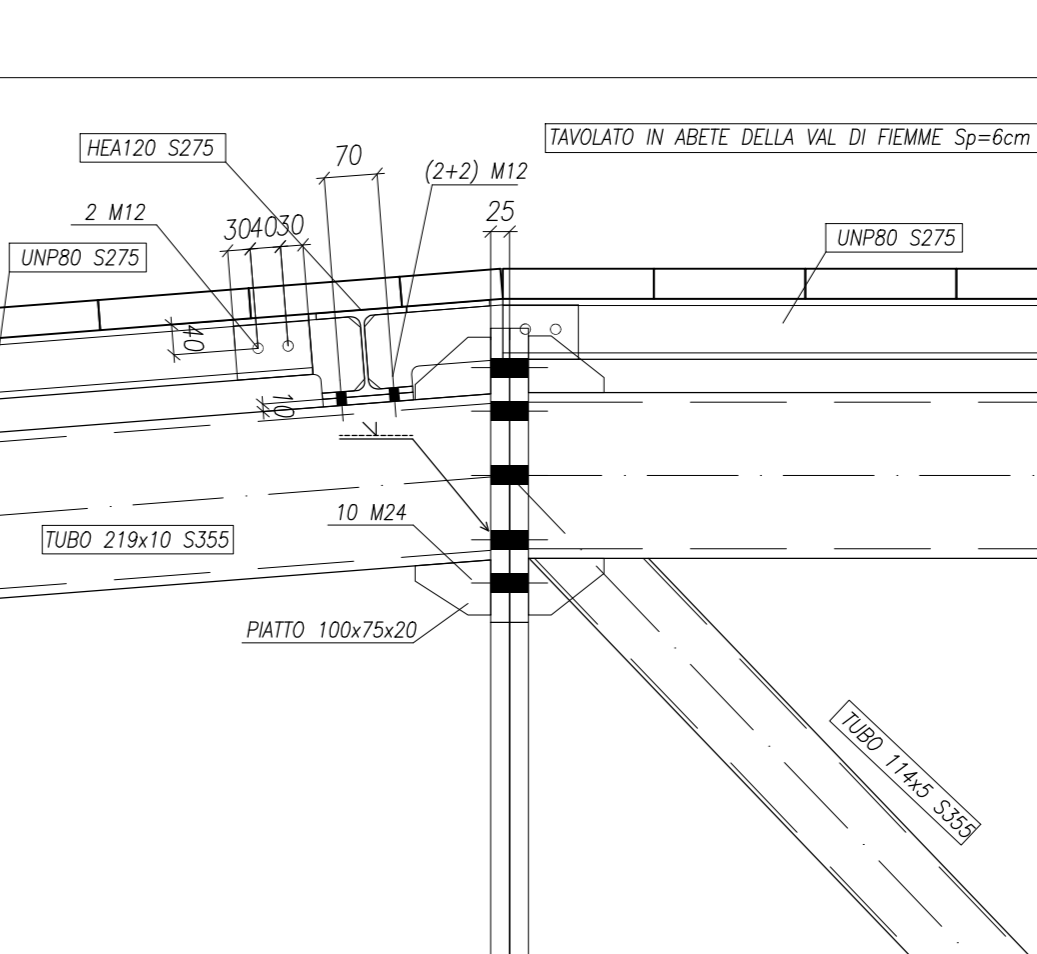 TAVOLATO IN ABETE DELLA VAL DI FIEMME Sp=6cm
HEA120 S275
70
(2+2) M12
2 M12
25
304030
UNP80 S275
UNP80 S275
40
10
10 M24
TUBO 219x10 S355
PIATTO 100x75x20
TUBO 114x5 S355